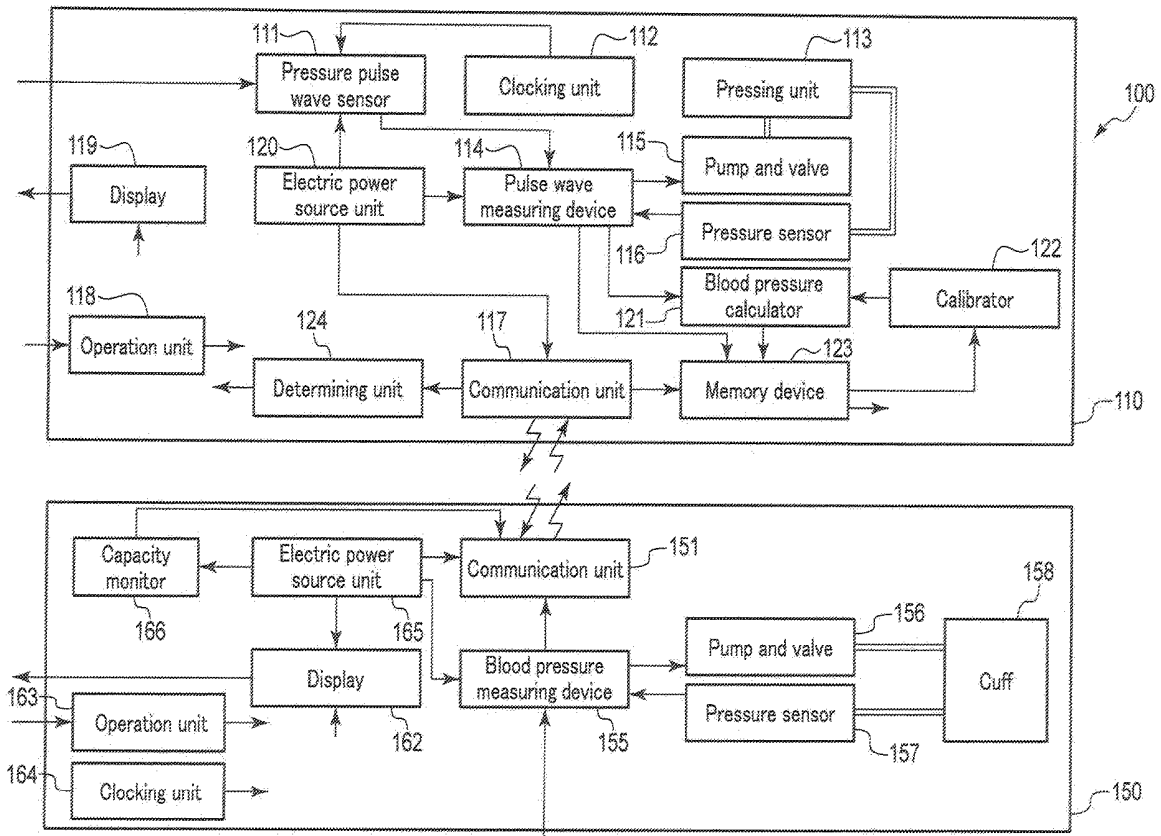 111
112
113
Pressure pulse
wave sensor
Clocking unit
Pressing unit
100
119
120
114
115
Display
Electric power
source unit
Pulse wave
measuring device
Pump and valve
Pressure sensor
116
122
118
Blood pressure
calculator
121
Calibrator
Operation unit
124
117
123
Determining unit
Communication unit
Memory device
110
Capacity
monitor
166
Electric power
source unit
165
Communication unit
151
156
158
Pump and valve
Display
162
Blood pressure
measuring device
155
Cuff
163
Operation unit
Pressure sensor
157
164
Clocking unit
150